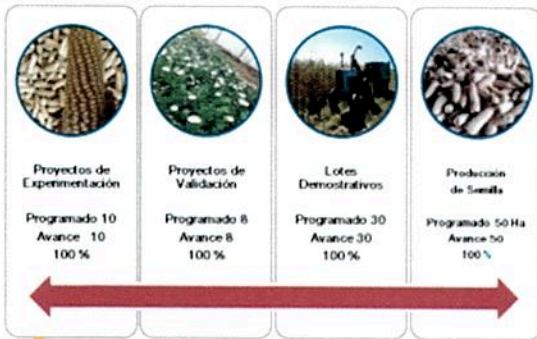 Proyectos de
Experimentación
Programado 10
Avance 10
100 %
Proyectos de
Validación
Programado 8
Avance 8
100 %
Lotes
Demostrativos
Programado 30
Avance 30
100 %
Producción
de Semilla
Programado 50 Ha
Avance 50
100 %